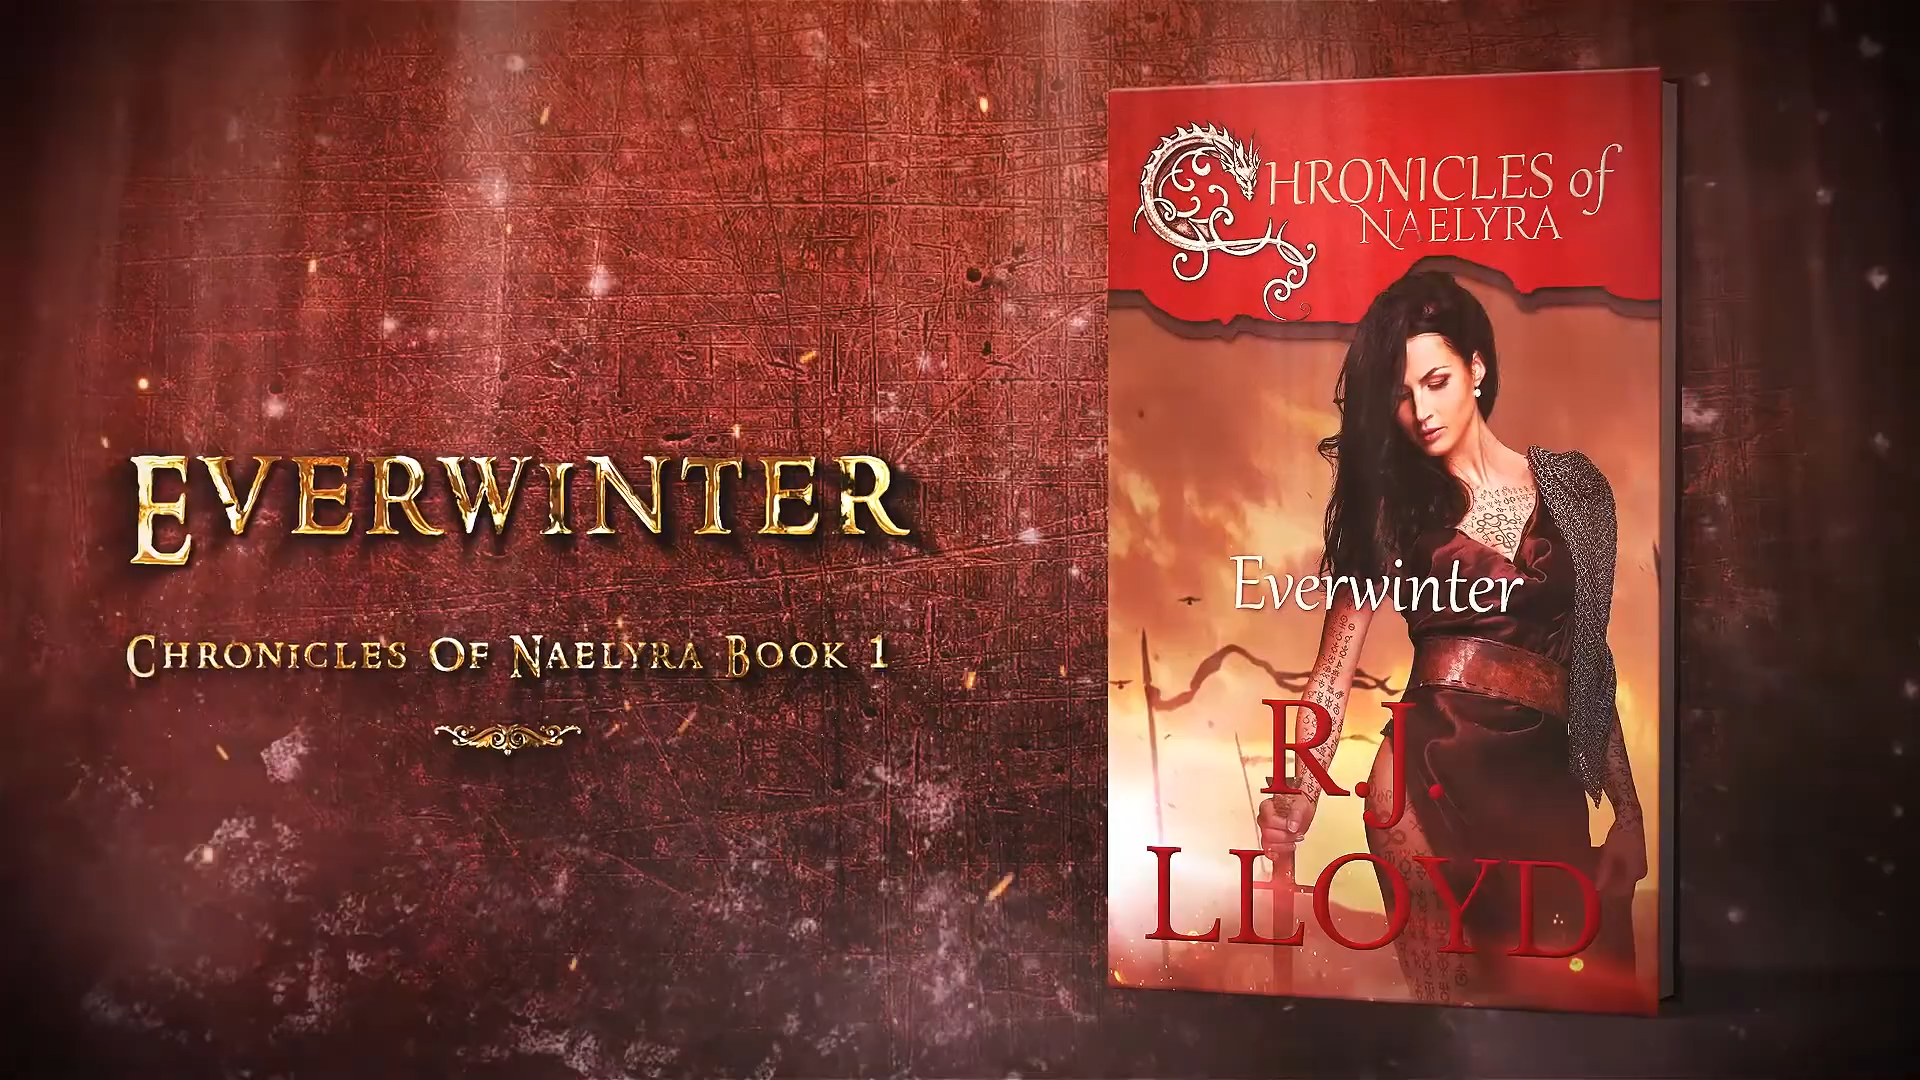 EVERWINTER
CHRONICLES OF NAELYRA BOOK 1
CHRONICLES of
NAELYRA
Everwinter
R.J.
LLOYD